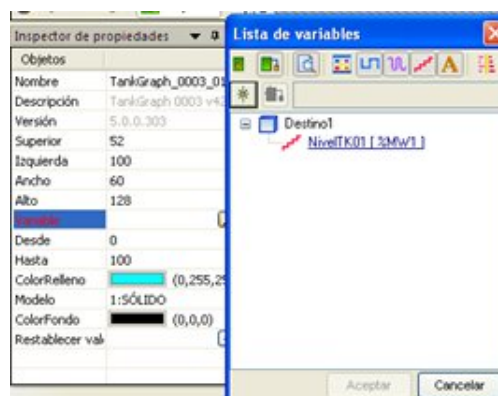 Inspector de propiedades
Objetos
Nombre TankGraph_0003_01
Descripción TankGraph 0003 v42
Versión 5.0.0.303
Superior 52
Izquierda 100
Ancho 60
Alto 128
Variable
Desde 0
Hasta 100
ColorRelleno (0,255,25
Modelo 1:SÓLIDO
ColorFondo (0,0,0)
Restablecer val
Lista de variables
A
Destino1
NivelTK01 [ %MW1 ]
Aceptar
Cancelar